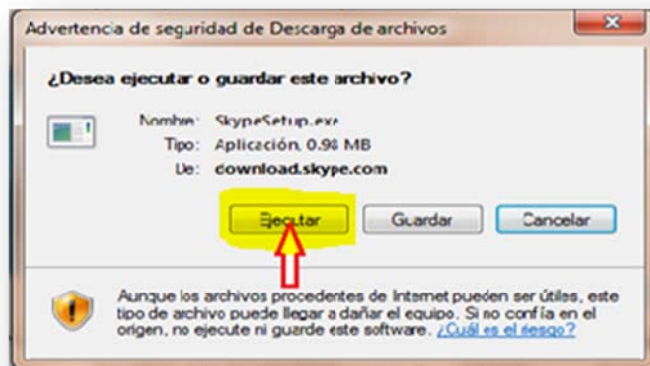 Advertencia de seguridad de Descarga de archivos
¿Desea ejecutar o guardar este archivo?
Nombre: SkypeSetup.exe
Tipo: Aplicación, 0.98 MB
De: download.skype.com
Ejecutar Guardar Cancelar
Aunque los archivos procedentes de Internet pueden ser útiles, este
tipo de archivo puede llegar a dañar el equipo. Si no confía en el
origen, no ejecute ni guarde este software. ¿Cuál es el riesgo?